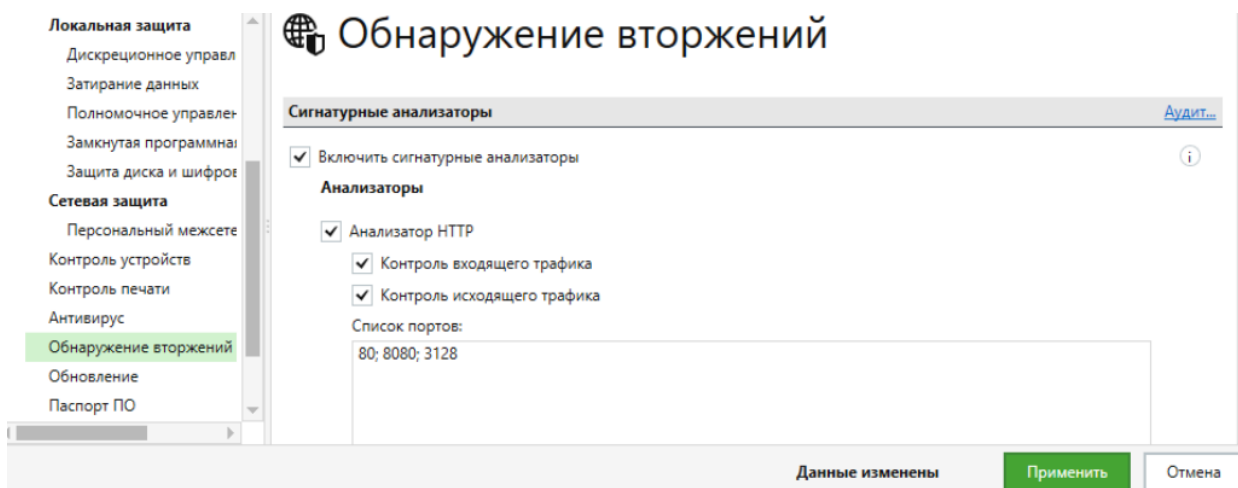 Локальная защита
Дискреционное управл
Затирание данных
Полномочное управлен
Замкнутая программна
Защита диска и шифров
Сетевая защита
Персональный межсете
Контроль устройств
Контроль печати
Антивирус
Обнаружение вторжений
Обновление
Паспорт ПО
Обнаружение вторжений
Сигнатурные анализаторы Аудит...
Включить сигнатурные анализаторы
Анализаторы
Анализатор HTTP
Контроль входящего трафика
Контроль исходящего трафика
Список портов:
80; 8080; 3128
Данные изменены Применить Отмена